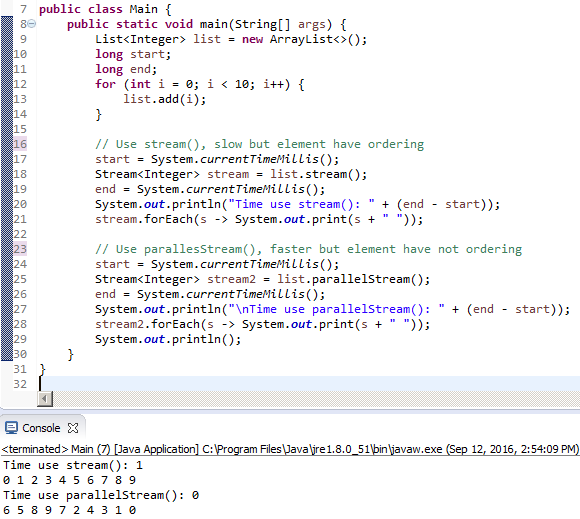 7 public class Main {
8 public static void main(String[] args) {
9 List<Integer> list = new ArrayList<>();
10 long start;
11 long end;
12 for (int i = 0; i < 10; i++) {
13 list.add(i);
14 }
15
16 // Use stream(), slow but element have ordering
17 start = System.currentTimeMillis();
18 Stream<Integer> stream = list.stream();
19 end = System.currentTimeMillis();
20 System.out.println("Time use stream(): " + (end - start));
21 stream.forEach(s -> System.out.print(s + " "));
22
23 // Use parallesStream(), faster but element have not ordering
24 start = System.currentTimeMillis();
25 Stream<Integer> stream2 = list.parallelStream();
26 end = System.currentTimeMillis();
27 System.out.println("\nTime use parallelStream(): " + (end - start));
28 stream2.forEach(s -> System.out.print(s + " "));
29 System.out.println();
30 }
31 }
32
Console
<terminated> Main (7) [Java Application] C:\Program Files\Java\jre1.8.0_51\bin\javaw.exe (Sep 12, 2016, 2:54:09 PM)
Time use stream(): 1
0 1 2 3 4 5 6 7 8 9
Time use parallelStream(): 0
6 5 8 9 7 2 4 3 1 0